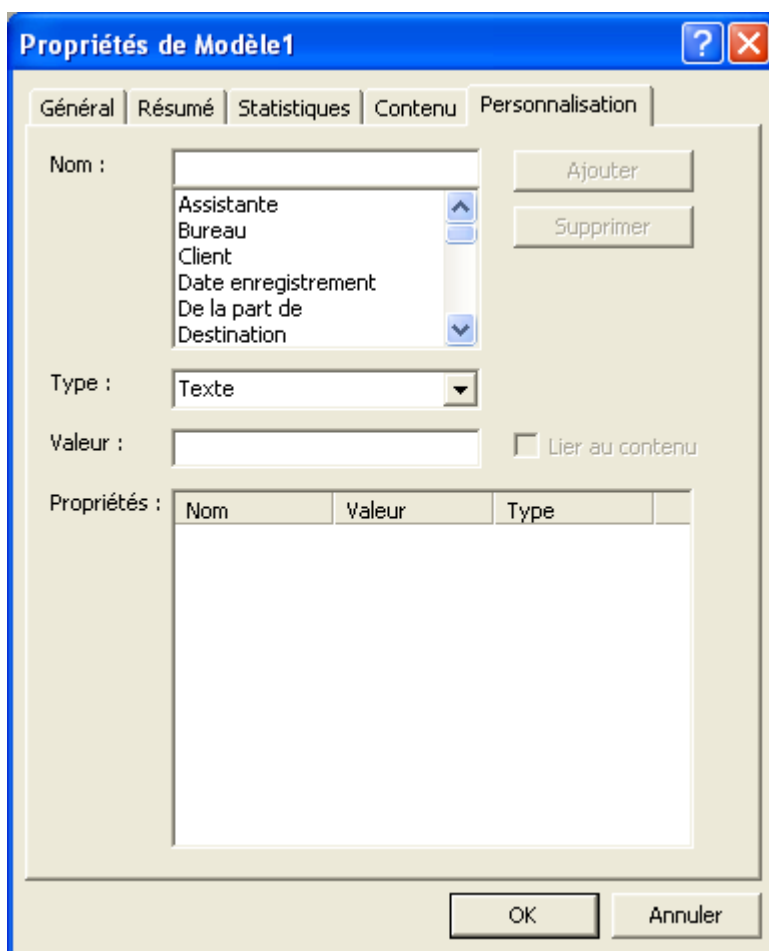 Propriétés de Modèle1
Général Résumé Statistiques Contenu Personnalisation
Nom :
Ajouter
Assistante
Supprimer
Bureau
Client
Date enregistrement
De la part de
Destination
Type : Texte
Valeur : Lier au contenu
Propriétés : Nom Valeur Type
OK Annuler